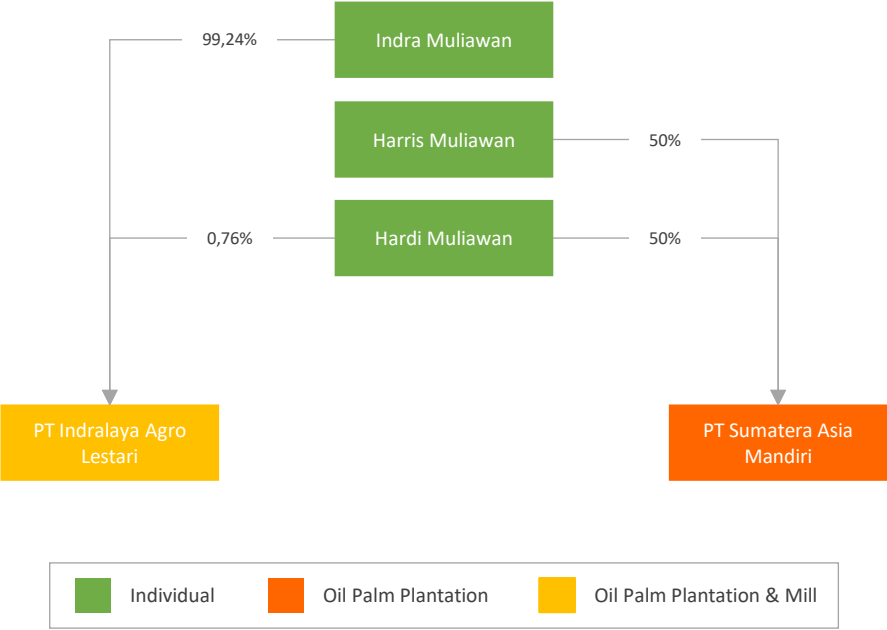 99,24%
Indra Muliawan
Harris Muliawan
50%
0,76%
Hardi Muliawan
50%
PT Indralaya Agro
Lestari
PT Sumatera Asia
Mandiri
Individual
Oil Palm Plantation
Oil Palm Plantation & Mill